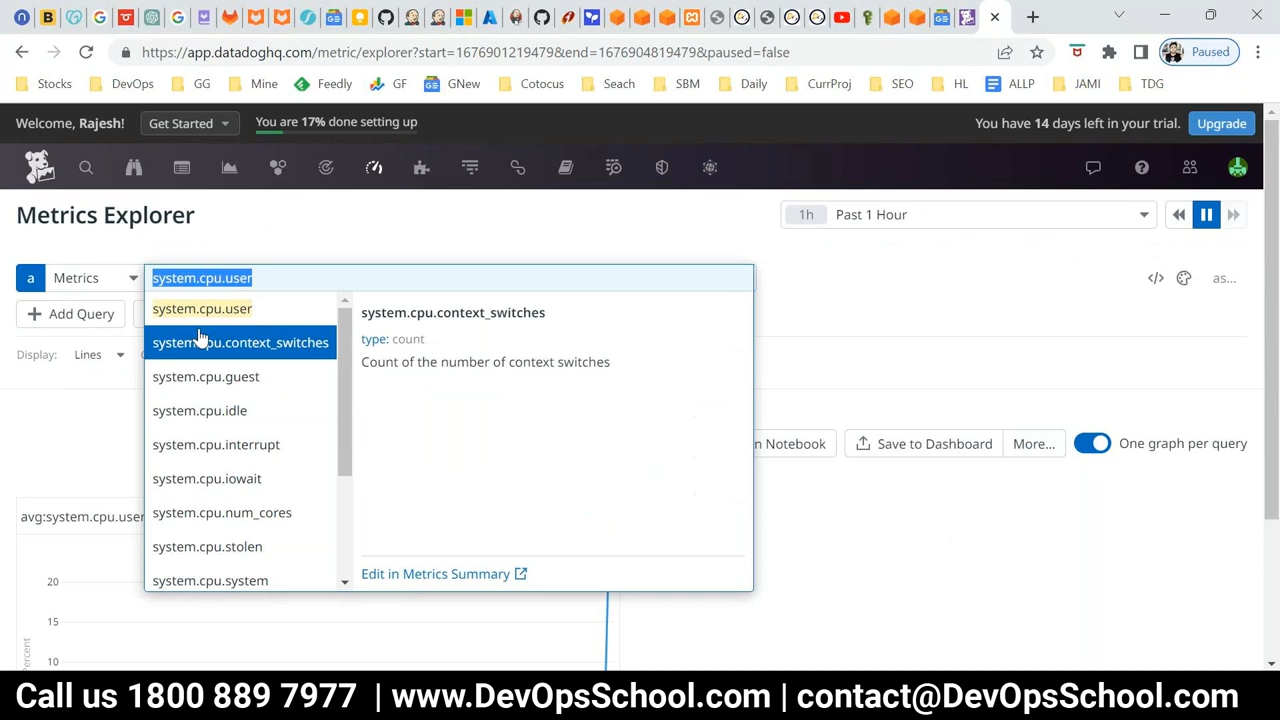 https://app.datadoghq.com/metric/explorer?start=1676901219479&end=1676904819479&paused=false
Paused
Stocks
DevOps
GG
Mine
Feedly
GF
GNew
Cotocus
Seach
SBM
Daily
CurrProj
SEO
HL
ALLP
JAMI
TDG
Welcome, Rajesh!
Get Started
You are 17% done setting up
You have 14 days left in your trial.
Upgrade
Metrics Explorer
1h Past 1 Hour
a
Metrics
system.cpu.user
as...
Add Query
system.cpu.user
system.cpu.context_switches
system.cpu.guest
system.cpu.idle
system.cpu.interrupt
system.cpu.iowait
system.cpu.num_cores
system.cpu.stolen
system.cpu.system
system.cpu.context_switches
type: count
Count of the number of context switches
Edit in Metrics Summary
Display:
Lines
n Notebook
Save to Dashboard
More...
One graph per query
avg:system.cpu.user
20
15
10
Percent
Call us 1800 889 7977 | www.DevOpsSchool.com | contact@DevOpsSchool.com